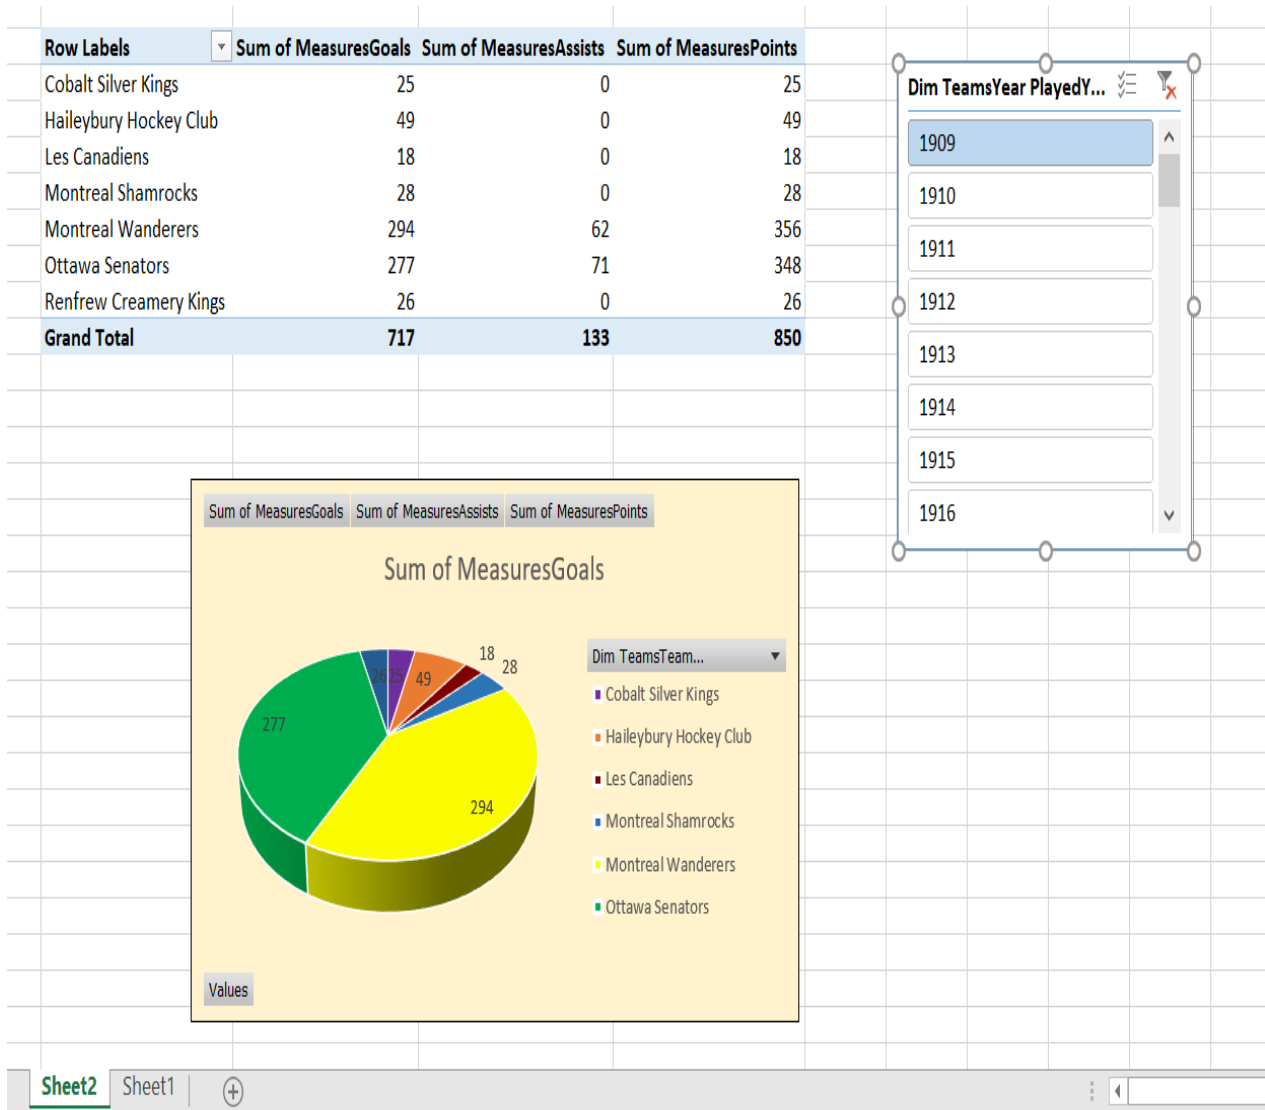 Row Labels Sum of MeasuresGoals Sum of MeasuresAssists Sum of MeasuresPoints
Cobalt Silver Kings 25 0 25
Haileybury Hockey Club 49 0 49
Les Canadiens 18 0 18
Montreal Shamrocks 28 0 28
Montreal Wanderers 294 62 356
Ottawa Senators 277 71 348
Renfrew Creamery Kings 26 0 26
Grand Total 717 133 850
Dim TeamsYear PlayedY...
1909
1910
1911
1912
1913
1914
1915
1916
Sum of MeasuresGoals Sum of MeasuresAssists Sum of MeasuresPoints
Sum of MeasuresGoals
26 25 49 18 28
277
294
Dim TeamsTeam...
Cobalt Silver Kings
Haileybury Hockey Club
Les Canadiens
Montreal Shamrocks
Montreal Wanderers
Ottawa Senators
Values
Sheet2 Sheet1